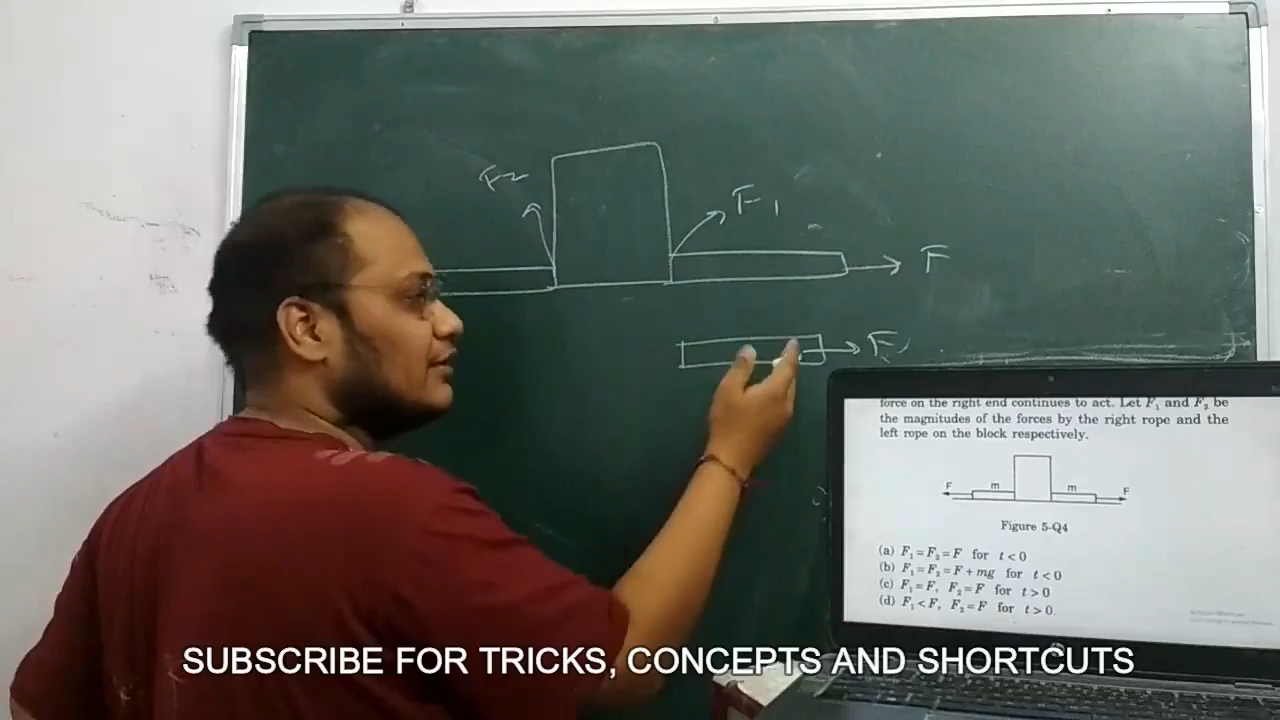 F2
F1
F
F
force on the right end continues to act. Let F₁ and F₂ be
the magnitudes of the forces by the right rope and the
left rope on the block respectively.
F m m F
Figure 5-Q4
(a) F₁ = F₂ = F for t < 0
(b) F₁ = F₂ = F + mg for t < 0
(c) F₁ = F, F₂ = F for t > 0
(d) F₁ < F, F₂ = F for t > 0.
SUBSCRIBE FOR TRICKS, CONCEPTS AND SHORTCUTS